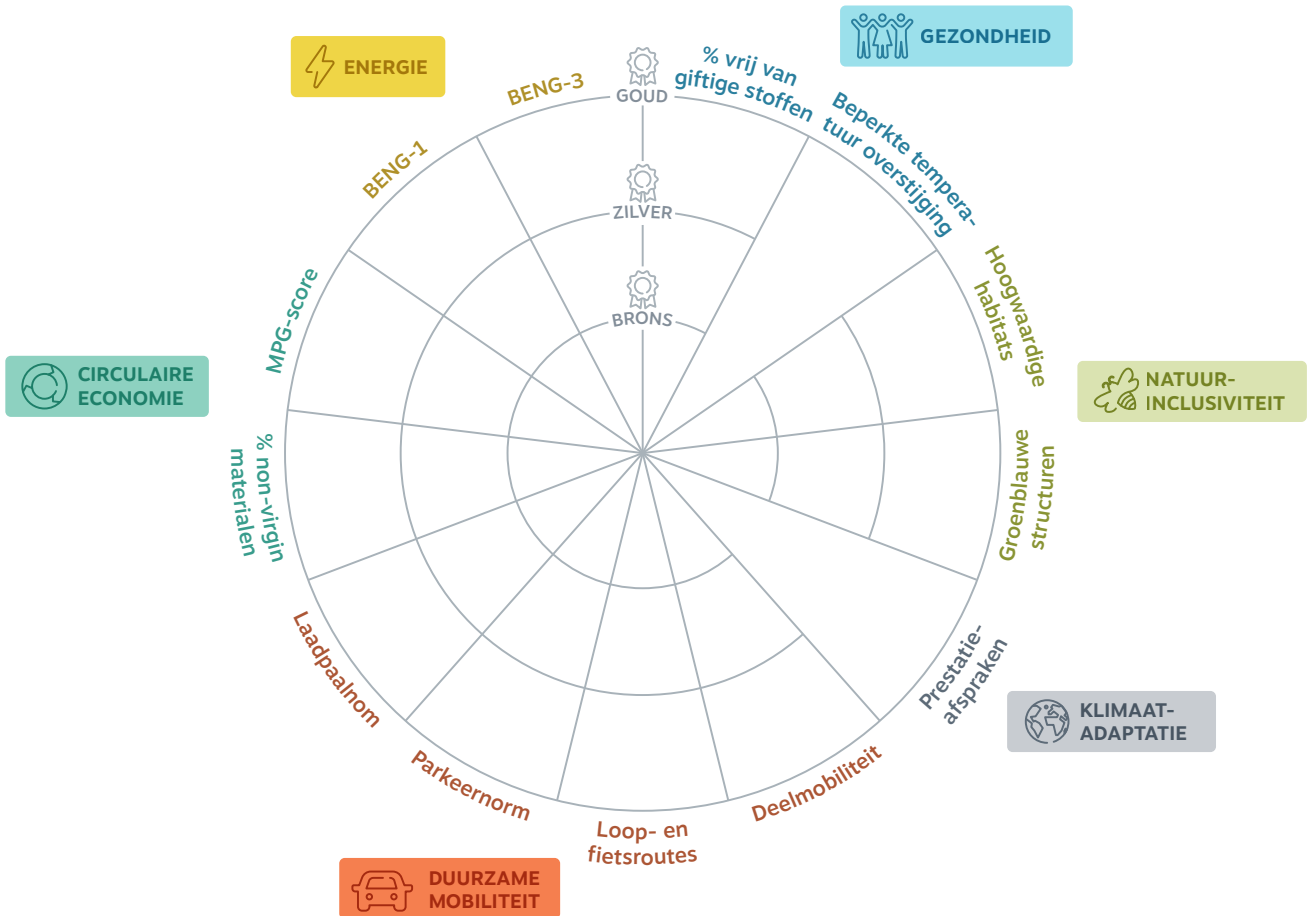 GEZONDHEID
ENERGIE
% vrij van
giftige stoffen
BENG-3
GOUD
Beperkte tempera-
tuur overstijging
BENG-1
ZILVER
Hoogwaardige
habitats
MPG-score
BRONS
CIRCULAIRE
ECONOMIE
NATUUR-
INCLUSIVITEIT
% non-virgin
materialen
Groenblauwe
structuren
Laadpaalnom
Prestatie-
afspraken
KLIMAAT-
ADAPTATIE
Parkeernorm
Deelmobiliteit
Loop- en
fietsroutes
DUURZAME
MOBILITEIT